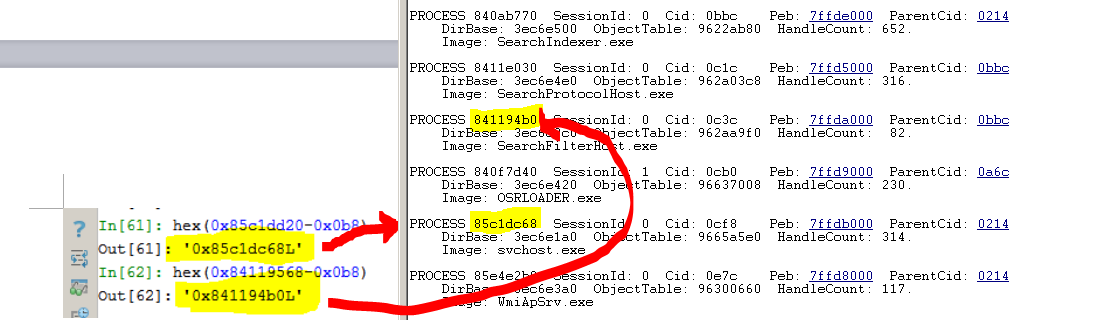 PROCESS 840ab770 SessionId: 0 Cid: 0bbc Peb: 7ffde000 ParentCid: 0214
DirBase: 3ec6e500 ObjectTable: 9622ab80 HandleCount: 652.
Image: SearchIndexer.exe
PROCESS 8411e030 SessionId: 0 Cid: 0c1c Peb: 7ffd5000 ParentCid: 0bbc
DirBase: 3ec6e4e0 ObjectTable: 962a03c8 HandleCount: 316.
Image: SearchProtocolHost.exe
PROCESS 841194b0 SessionId: 0 Cid: 0c3c Peb: 7ffda000 ParentCid: 0bbc
DirBase: ObjectTable: 962aa9f0 HandleCount: 82.
Image: SearchFilterHost.exe
PROCESS 840f7d40 SessionId: 1 Cid: 0cb0 Peb: 7ffd9000 ParentCid: 0a6c
DirBase: 3ec6e420 ObjectTable: 96637008 HandleCount: 230.
Image: OSRLOADER.exe
PROCESS 85c1dc68 SessionId: 0 Cid: 0cf8 Peb: 7ffdb000 ParentCid: 0214
DirBase: 3ec6e1a0 ObjectTable: 9665a5e0 HandleCount: 314.
Image: svchost.exe
PROCESS SessionId: 0 Cid: 0e7c Peb: 7ffd8000 ParentCid: 0214
DirBase: 3ec6e3a0 ObjectTable: 96300660 HandleCount: 117.
Image: WmiApSrv.exe
In[61]: hex(0x85c1dd20-0x0b8)
Out[61]: '0x85c1dc68L'
In[62]: hex(0x84119568-0x0b8)
Out[62]: '0x841194b0L'